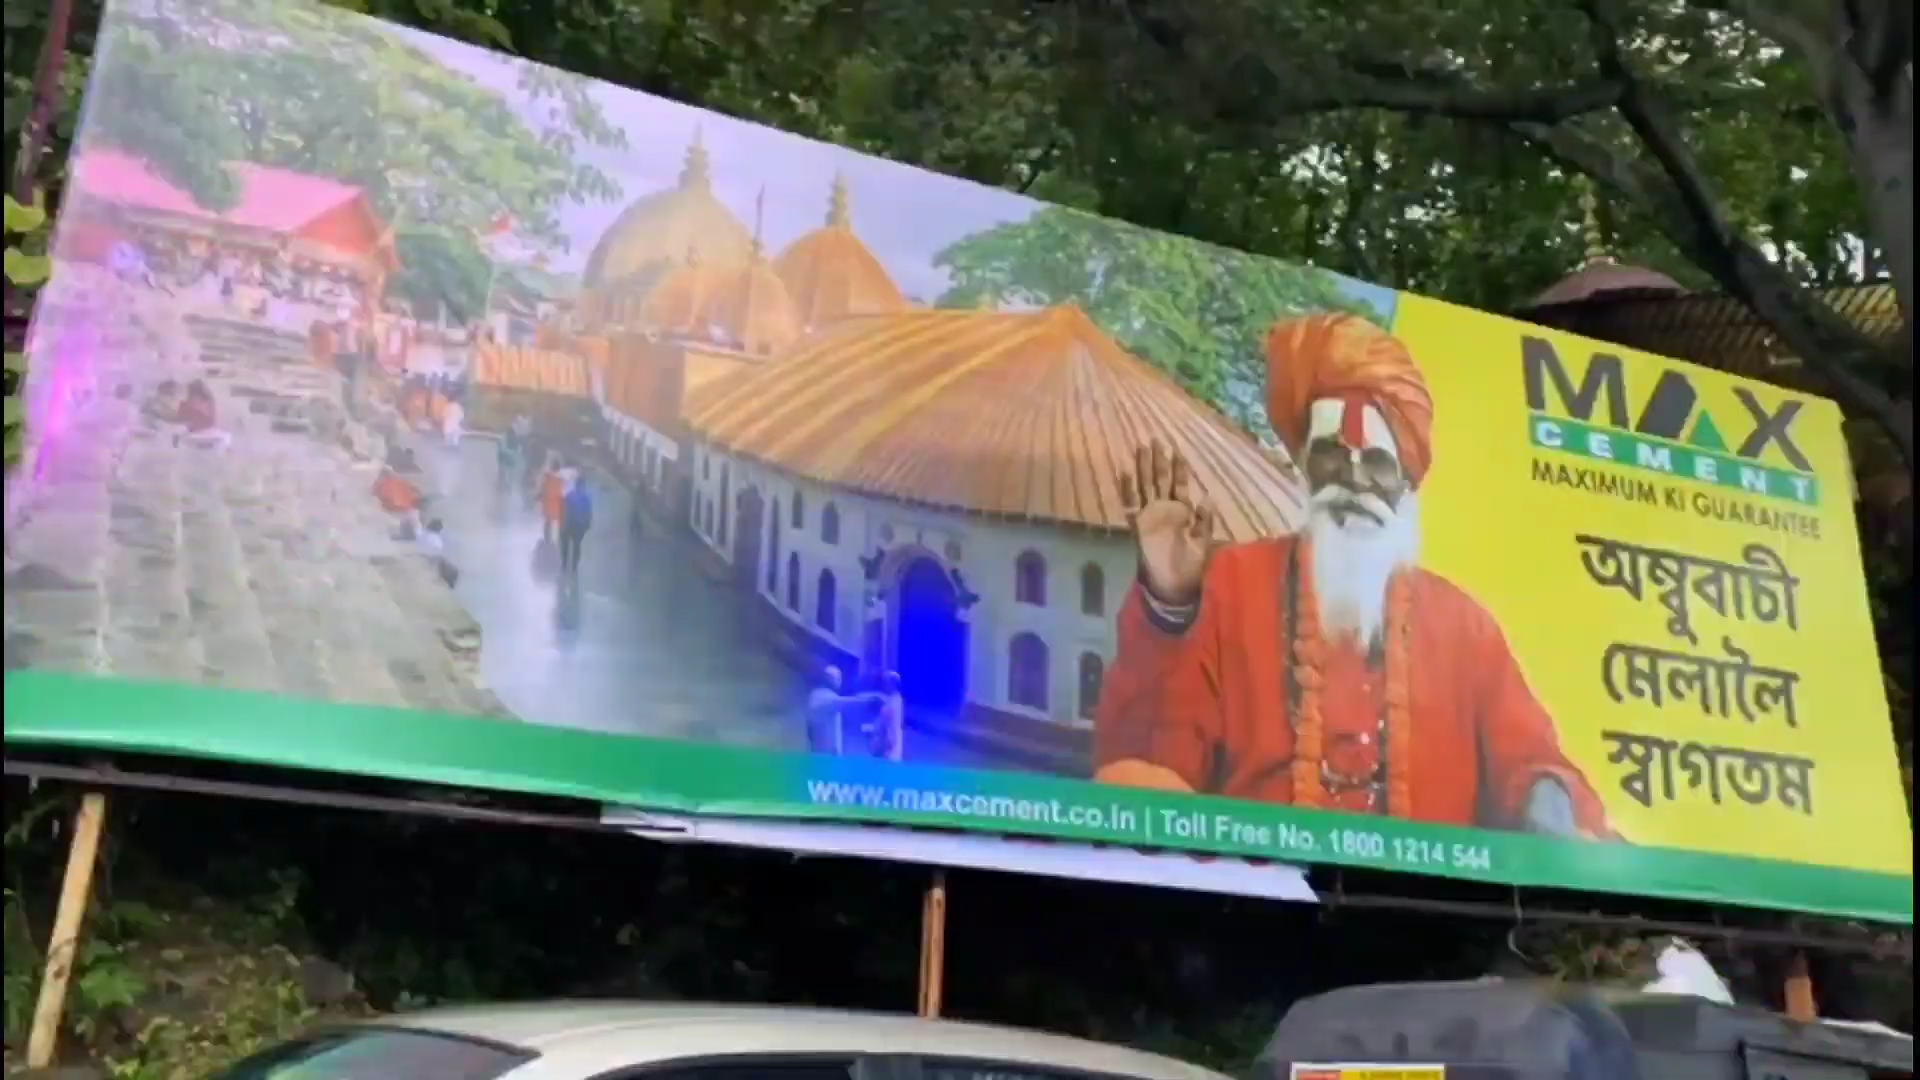 MAX
CEMENT
MAXIMUM KI GUARANTEE
অম্বুবাচী
মেলালৈ
স্বাগতম
www.maxcement.co.in | Toll Free No. 1800 1214 544